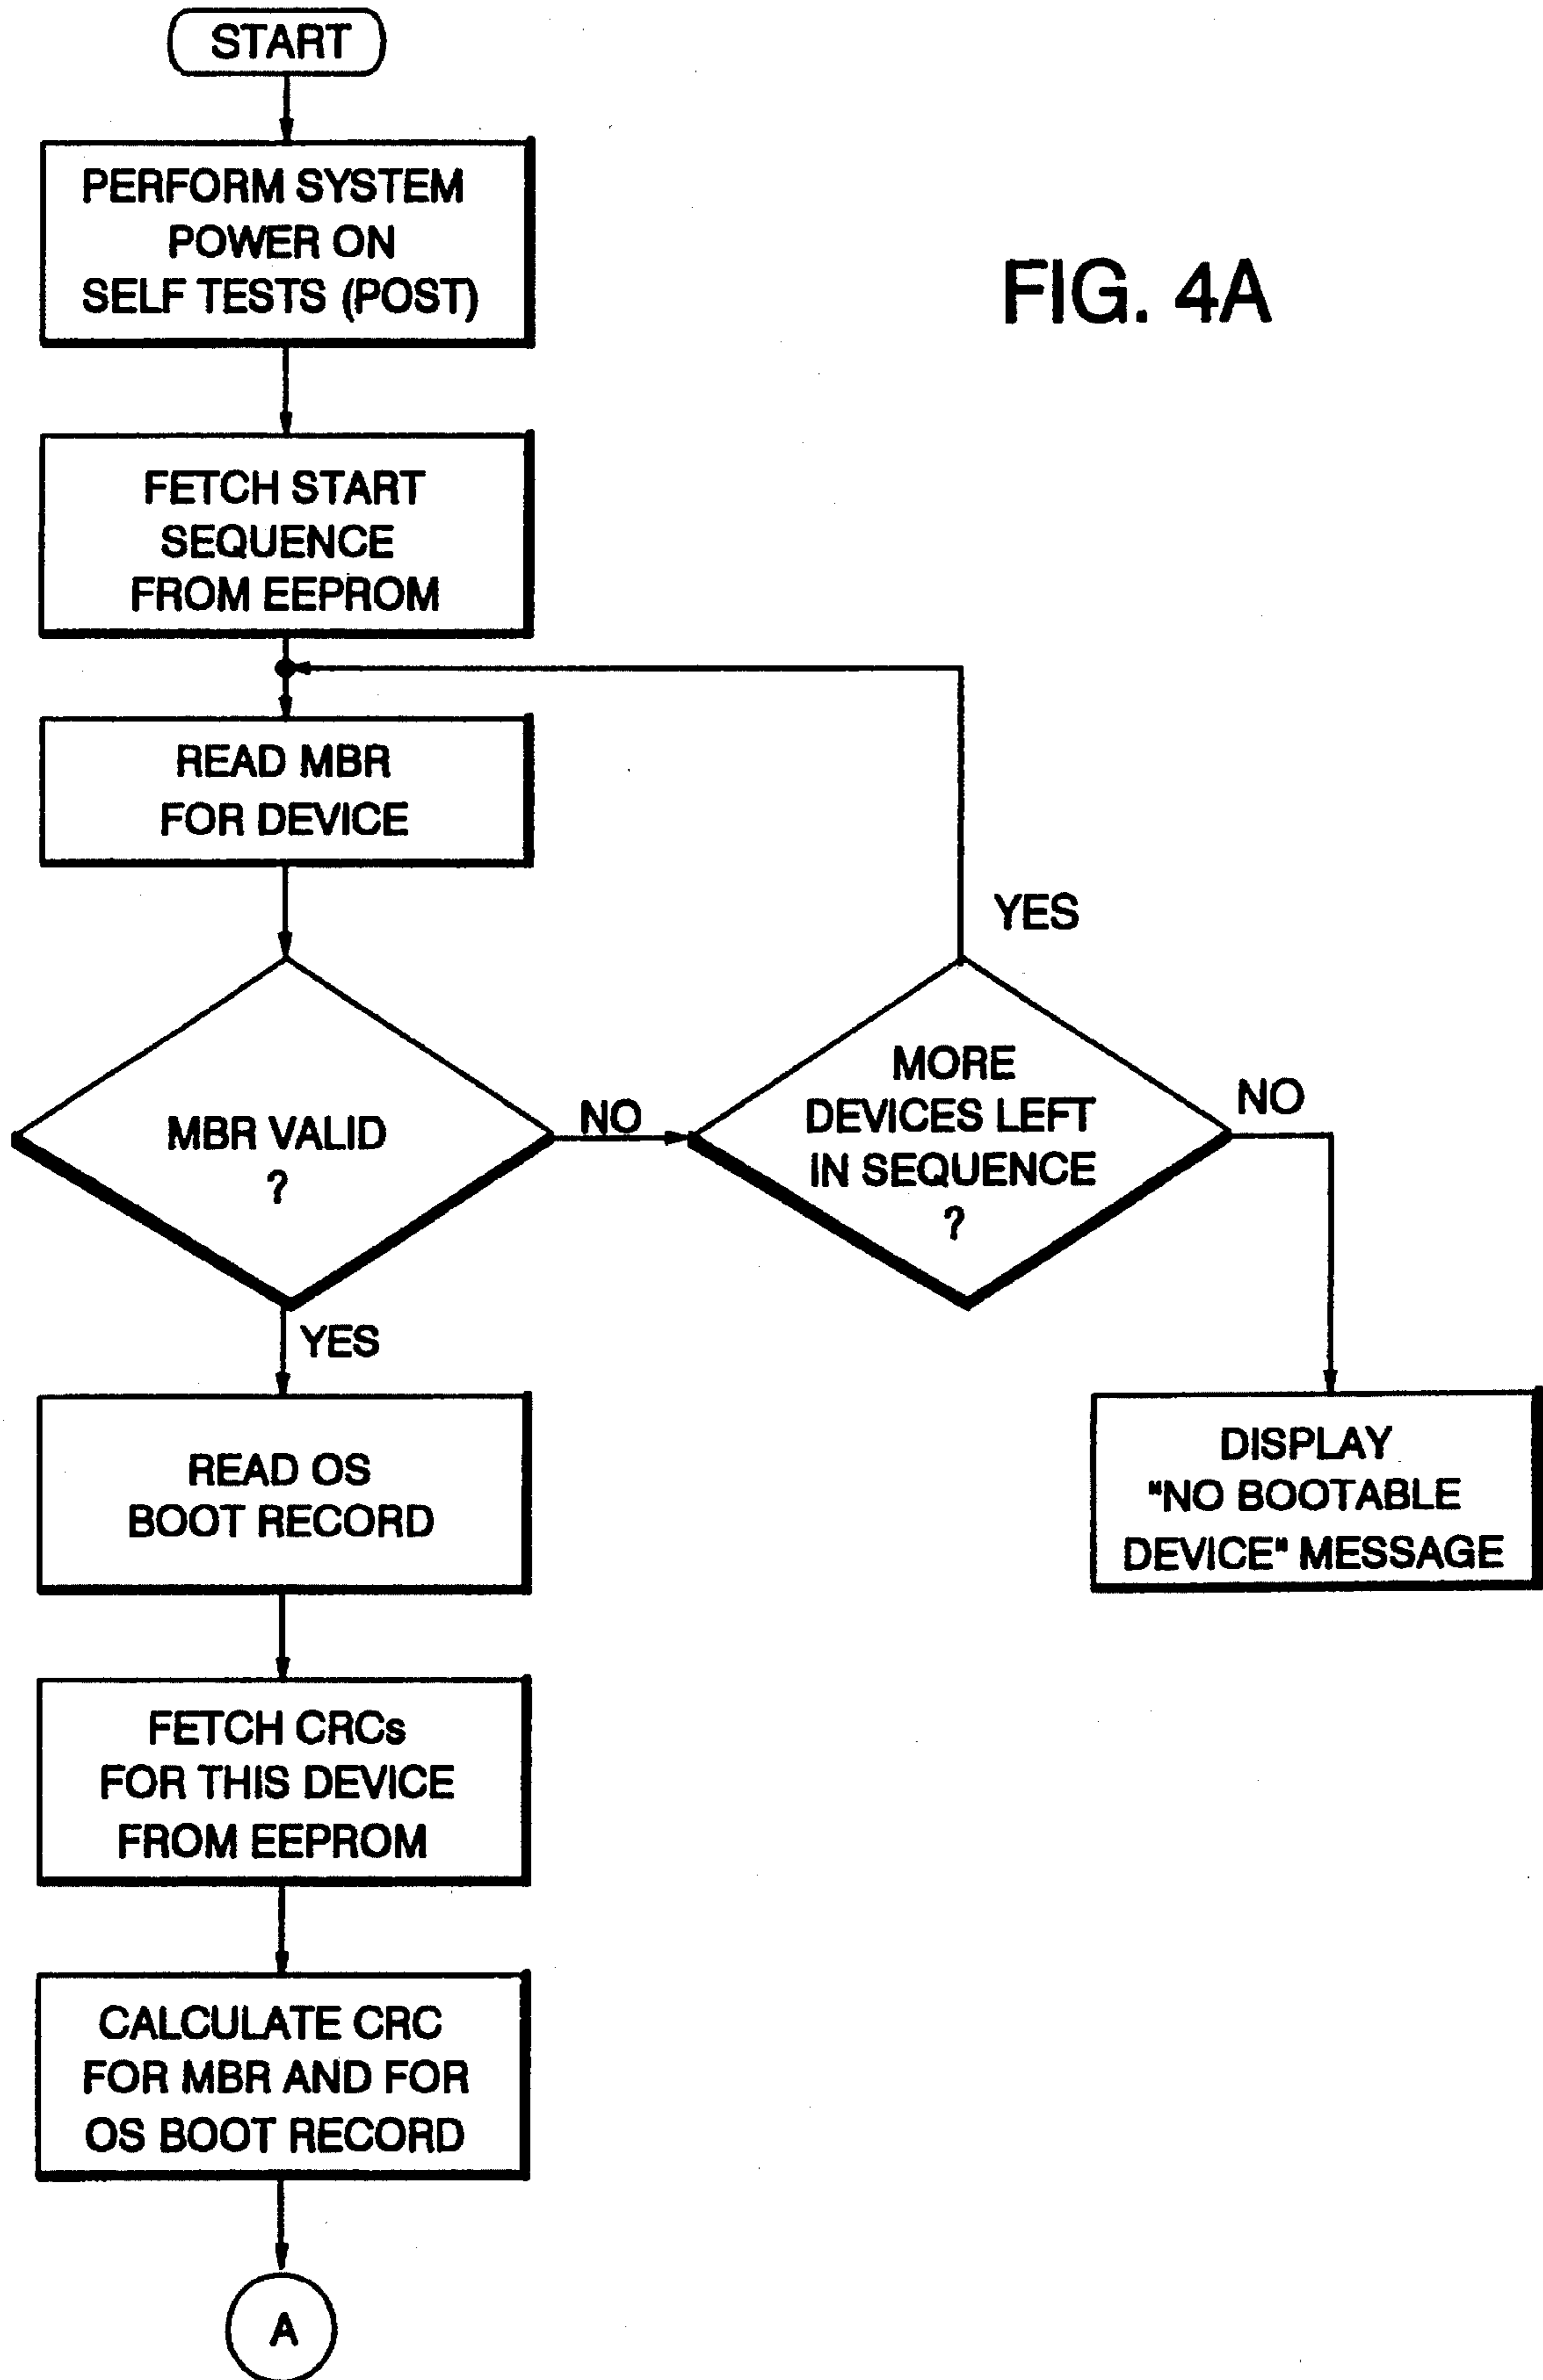 START
PERFORM SYSTEM
POWER ON
SELF TESTS (POST)
FIG. 4A
FETCH START
SEQUENCE
FROM EEPROM
READ MBR
FOR DEVICE
YES
MBR VALID
?
NO
MORE
DEVICES LEFT
IN SEQUENCE
?
NO
YES
READ OS
BOOT RECORD
DISPLAY
"NO BOOTABLE
DEVICE" MESSAGE
FETCH CRCs
FOR THIS DEVICE
FROM EEPROM
CALCULATE CRC
FOR MBR AND FOR
OS BOOT RECORD
A